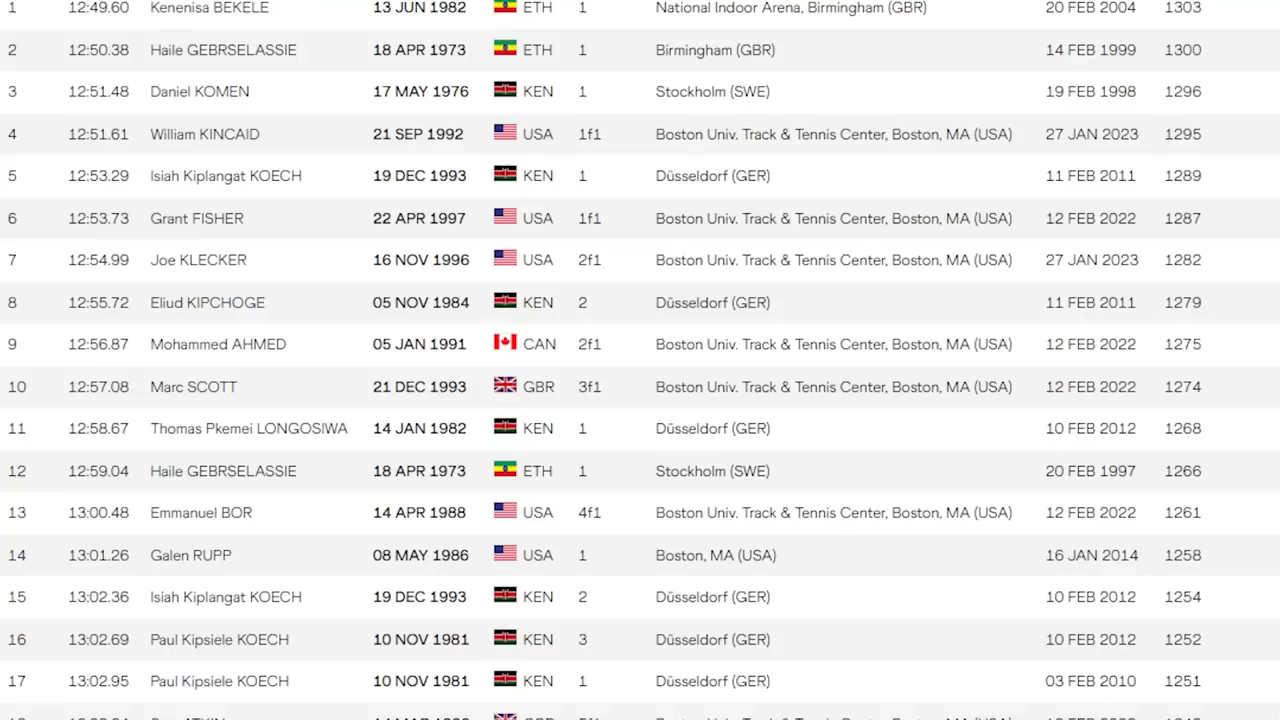 1 12:49.60 Kenenisa BEKELE 13 JUN 1982 ETH 1 National Indoor Arena, Birmingham (GBR) 20 FEB 2004 1303
2 12:50.38 Haile GEBRSELASSIE 18 APR 1973 ETH 1 Birmingham (GBR) 14 FEB 1999 1300
3 12:51.48 Daniel KOMEN 17 MAY 1976 KEN 1 Stockholm (SWE) 19 FEB 1998 1296
4 12:51.61 William KINCAID 21 SEP 1992 USA 1f1 Boston Univ. Track & Tennis Center, Boston, MA (USA) 27 JAN 2023 1295
5 12:53.29 Isiah Kiplangat KOECH 19 DEC 1993 KEN 1 Düsseldorf (GER) 11 FEB 2011 1289
6 12:53.73 Grant FISHER 22 APR 1997 USA 1f1 Boston Univ. Track & Tennis Center, Boston, MA (USA) 12 FEB 2022 1287
7 12:54.99 Joe KLECKER 16 NOV 1996 USA 2f1 Boston Univ. Track & Tennis Center, Boston, MA (USA) 27 JAN 2023 1282
8 12:55.72 Eliud KIPCHOGE 05 NOV 1984 KEN 2 Düsseldorf (GER) 11 FEB 2011 1279
9 12:56.87 Mohammed AHMED 05 JAN 1991 CAN 2f1 Boston Univ. Track & Tennis Center, Boston, MA (USA) 12 FEB 2022 1275
10 12:57.08 Marc SCOTT 21 DEC 1993 GBR 3f1 Boston Univ. Track & Tennis Center, Boston, MA (USA) 12 FEB 2022 1274
11 12:58.67 Thomas Pkemei LONGOSIWA 14 JAN 1982 KEN 1 Düsseldorf (GER) 10 FEB 2012 1268
12 12:59.04 Haile GEBRSELASSIE 18 APR 1973 ETH 1 Stockholm (SWE) 20 FEB 1997 1266
13 13:00.48 Emmanuel BOR 14 APR 1988 USA 4f1 Boston Univ. Track & Tennis Center, Boston, MA (USA) 12 FEB 2022 1261
14 13:01.26 Galen RUPP 08 MAY 1986 USA 1 Boston, MA (USA) 16 JAN 2014 1258
15 13:02.36 Isiah Kiplangat KOECH 19 DEC 1993 KEN 2 Düsseldorf (GER) 10 FEB 2012 1254
16 13:02.69 Paul Kipsiele KOECH 10 NOV 1981 KEN 3 Düsseldorf (GER) 10 FEB 2012 1252
17 13:02.95 Paul Kipsiele KOECH 10 NOV 1981 KEN 1 Düsseldorf (GER) 03 FEB 2010 1251